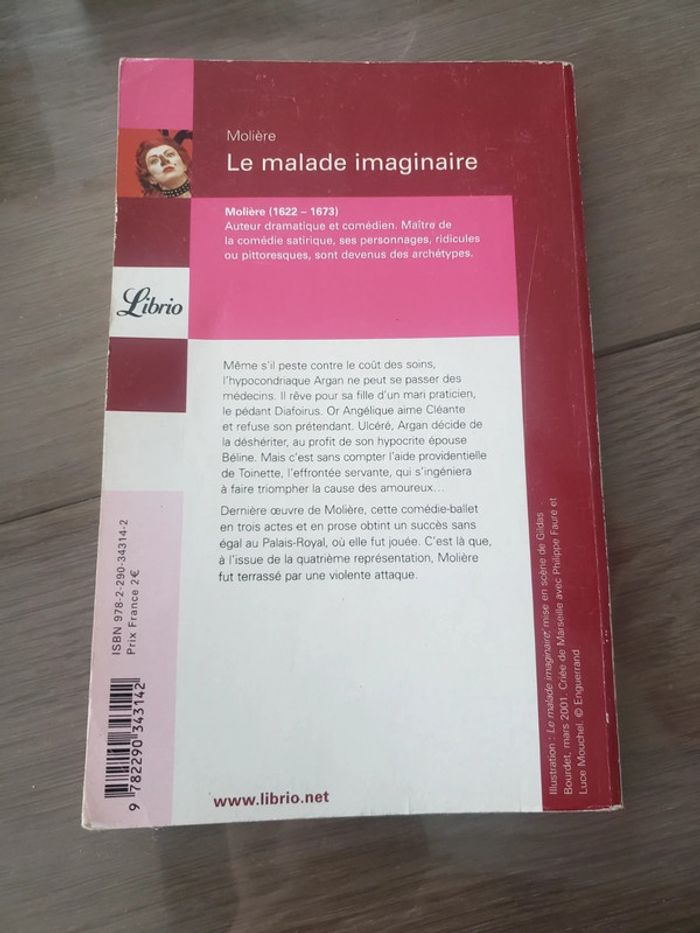 Molière
Le malade imaginaire
Molière (1622 – 1673)
Auteur dramatique et comédien. Maître de
la comédie satirique, ses personnages, ridicules
ou pittoresques, sont devenus des archétypes.
Librio
Même s'il peste contre le coût des soins,
l'hypocondriaque Argan ne peut se passer des
médecins. Il rêve pour sa fille d'un mari praticien,
le pédant Diafoirus. Or Angélique aime Cléante
et refuse son prétendant. Ulcéré, Argan décide de
la déshériter, au profit de son hypocrite épouse
Béline. Mais c'est sans compter l'aide providentielle
de Toinette, l'effrontée servante, qui s'ingéniera
à faire triompher la cause des amoureux...
Dernière œuvre de Molière, cette comédie-ballet
en trois actes et en prose obtint un succès sans
égal au Palais-Royal, où elle fut jouée. C'est là que,
à l'issue de la quatrième représentation, Molière
fut terrassé par une violente attaque.
ISBN 978-2-290-34314-2
Prix France 2€
9 782290 343142
www.librio.net
Illustration : Le malade imaginaire, mise en scène de Gildas
Bourdet, mars 2001. Criée de Marseille avec Philippe Faure et
Luce Mouchel. © Enguerrand